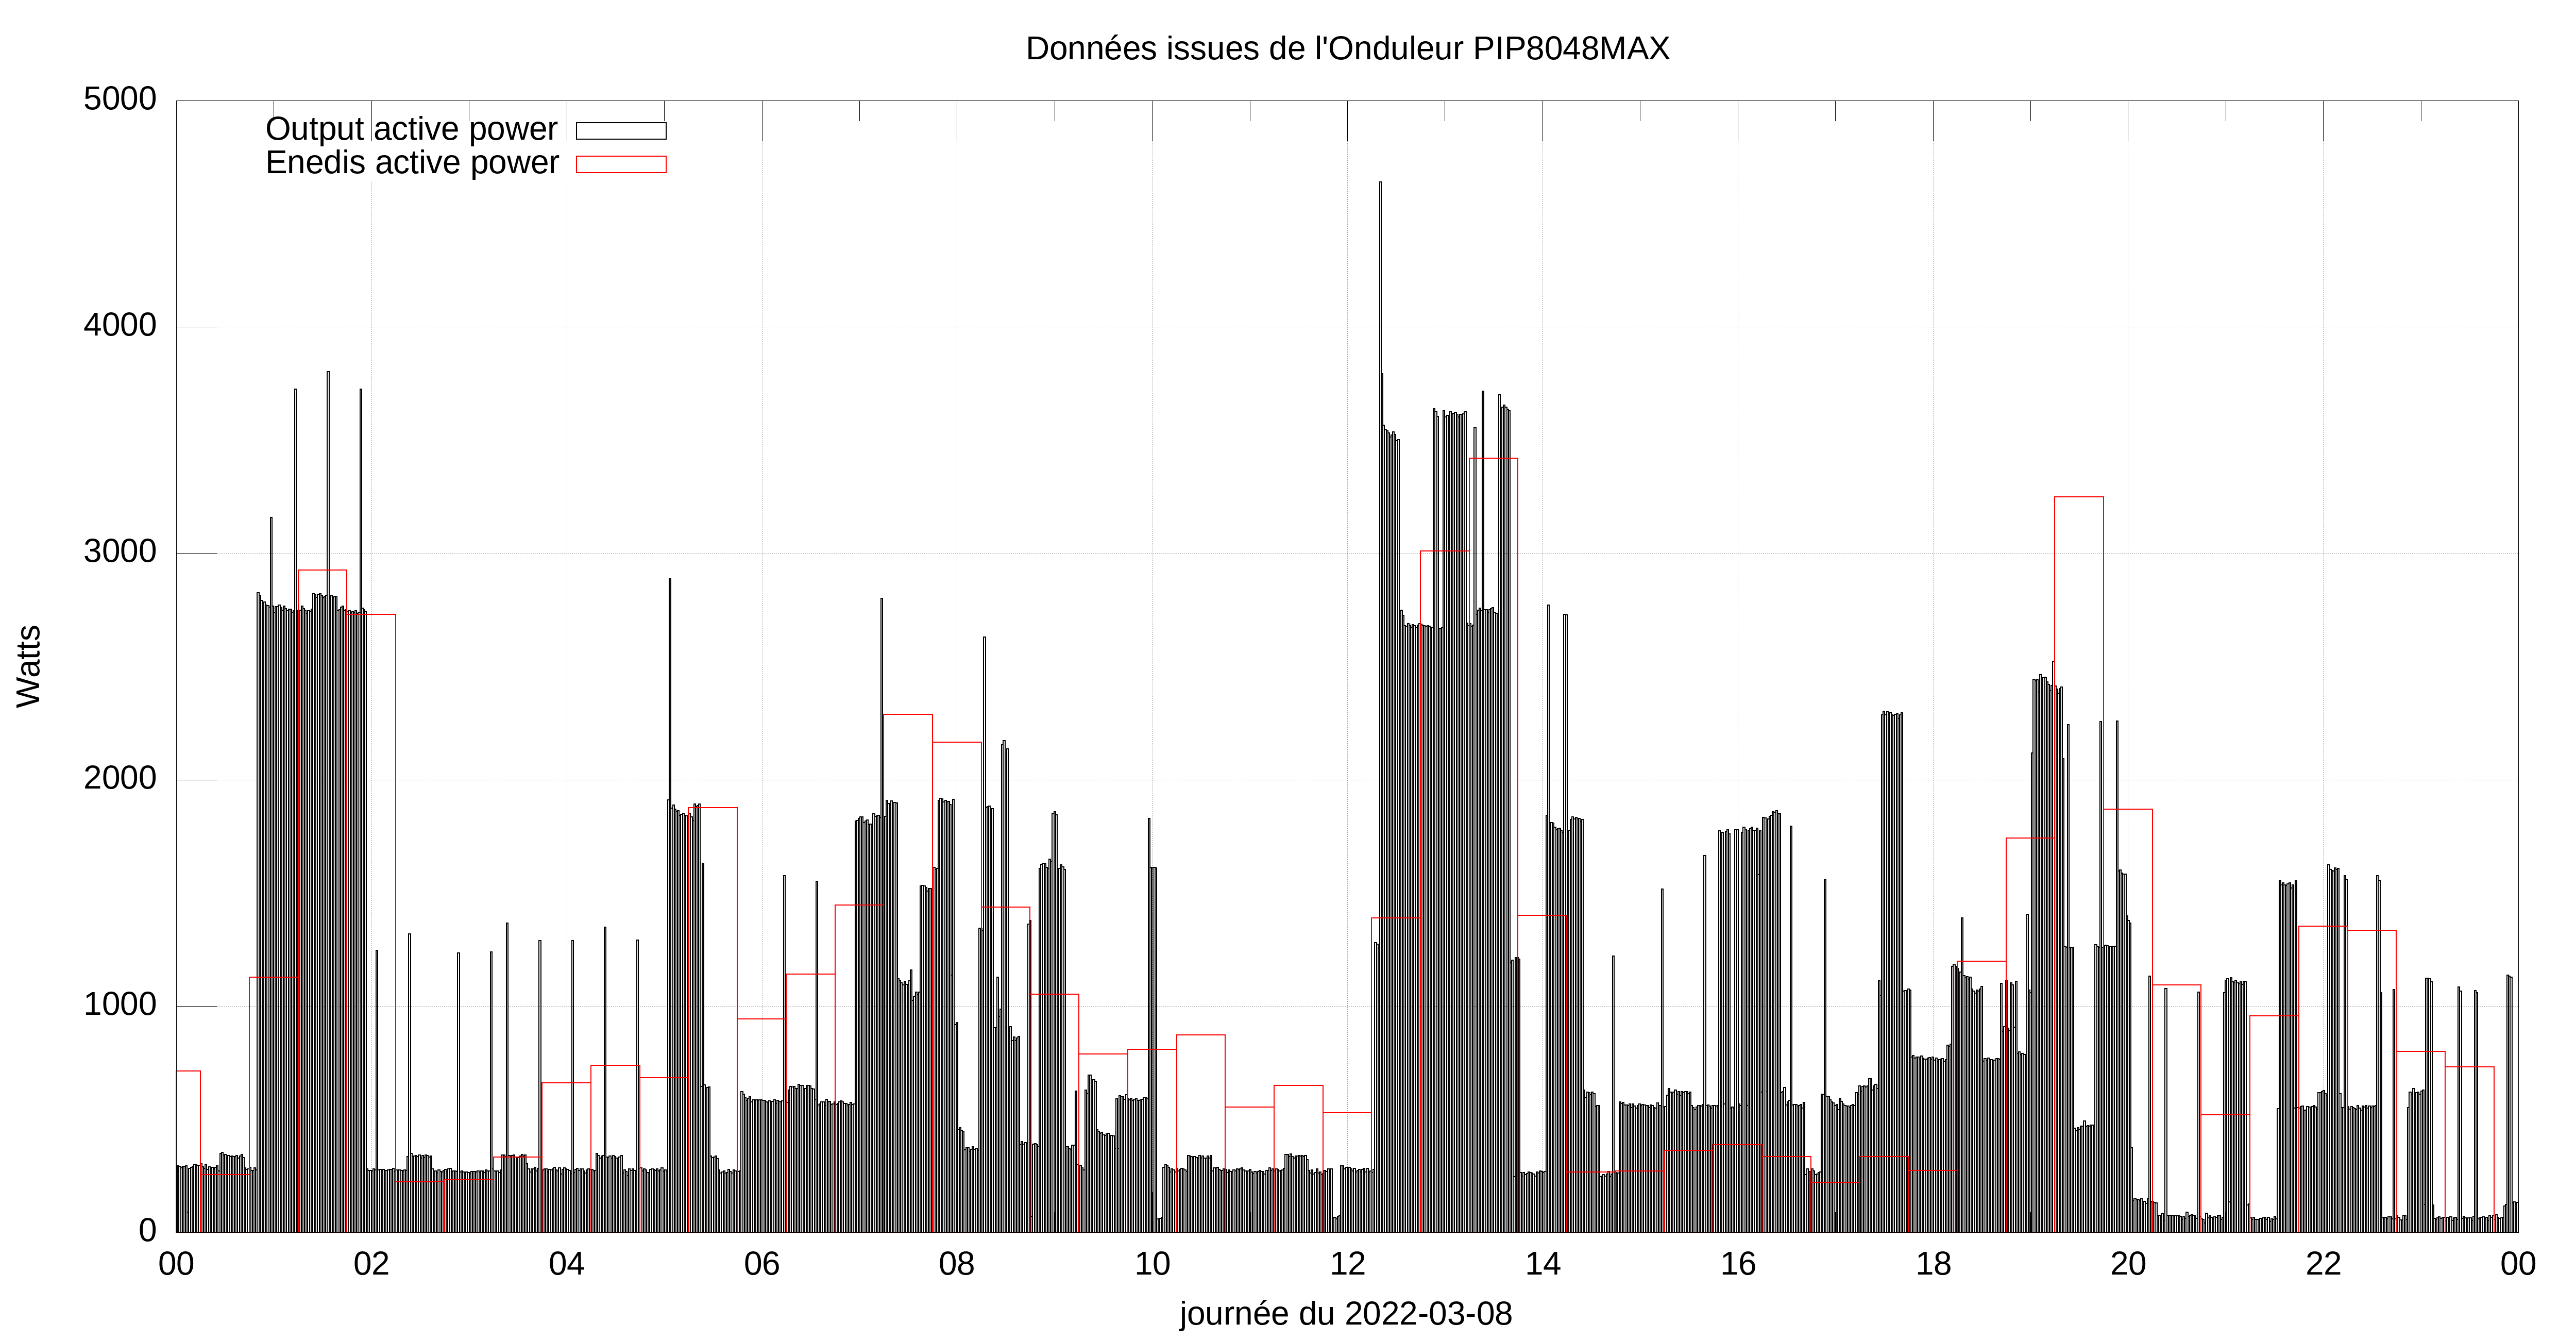 Données issues de l'Onduleur PIP8048MAX
5000
4000
3000
2000
1000
0
Output active power
Enedis active power
Watts
00 02 04 06 08 10 12 14 16 18 20 22 00
journée du 2022-03-08